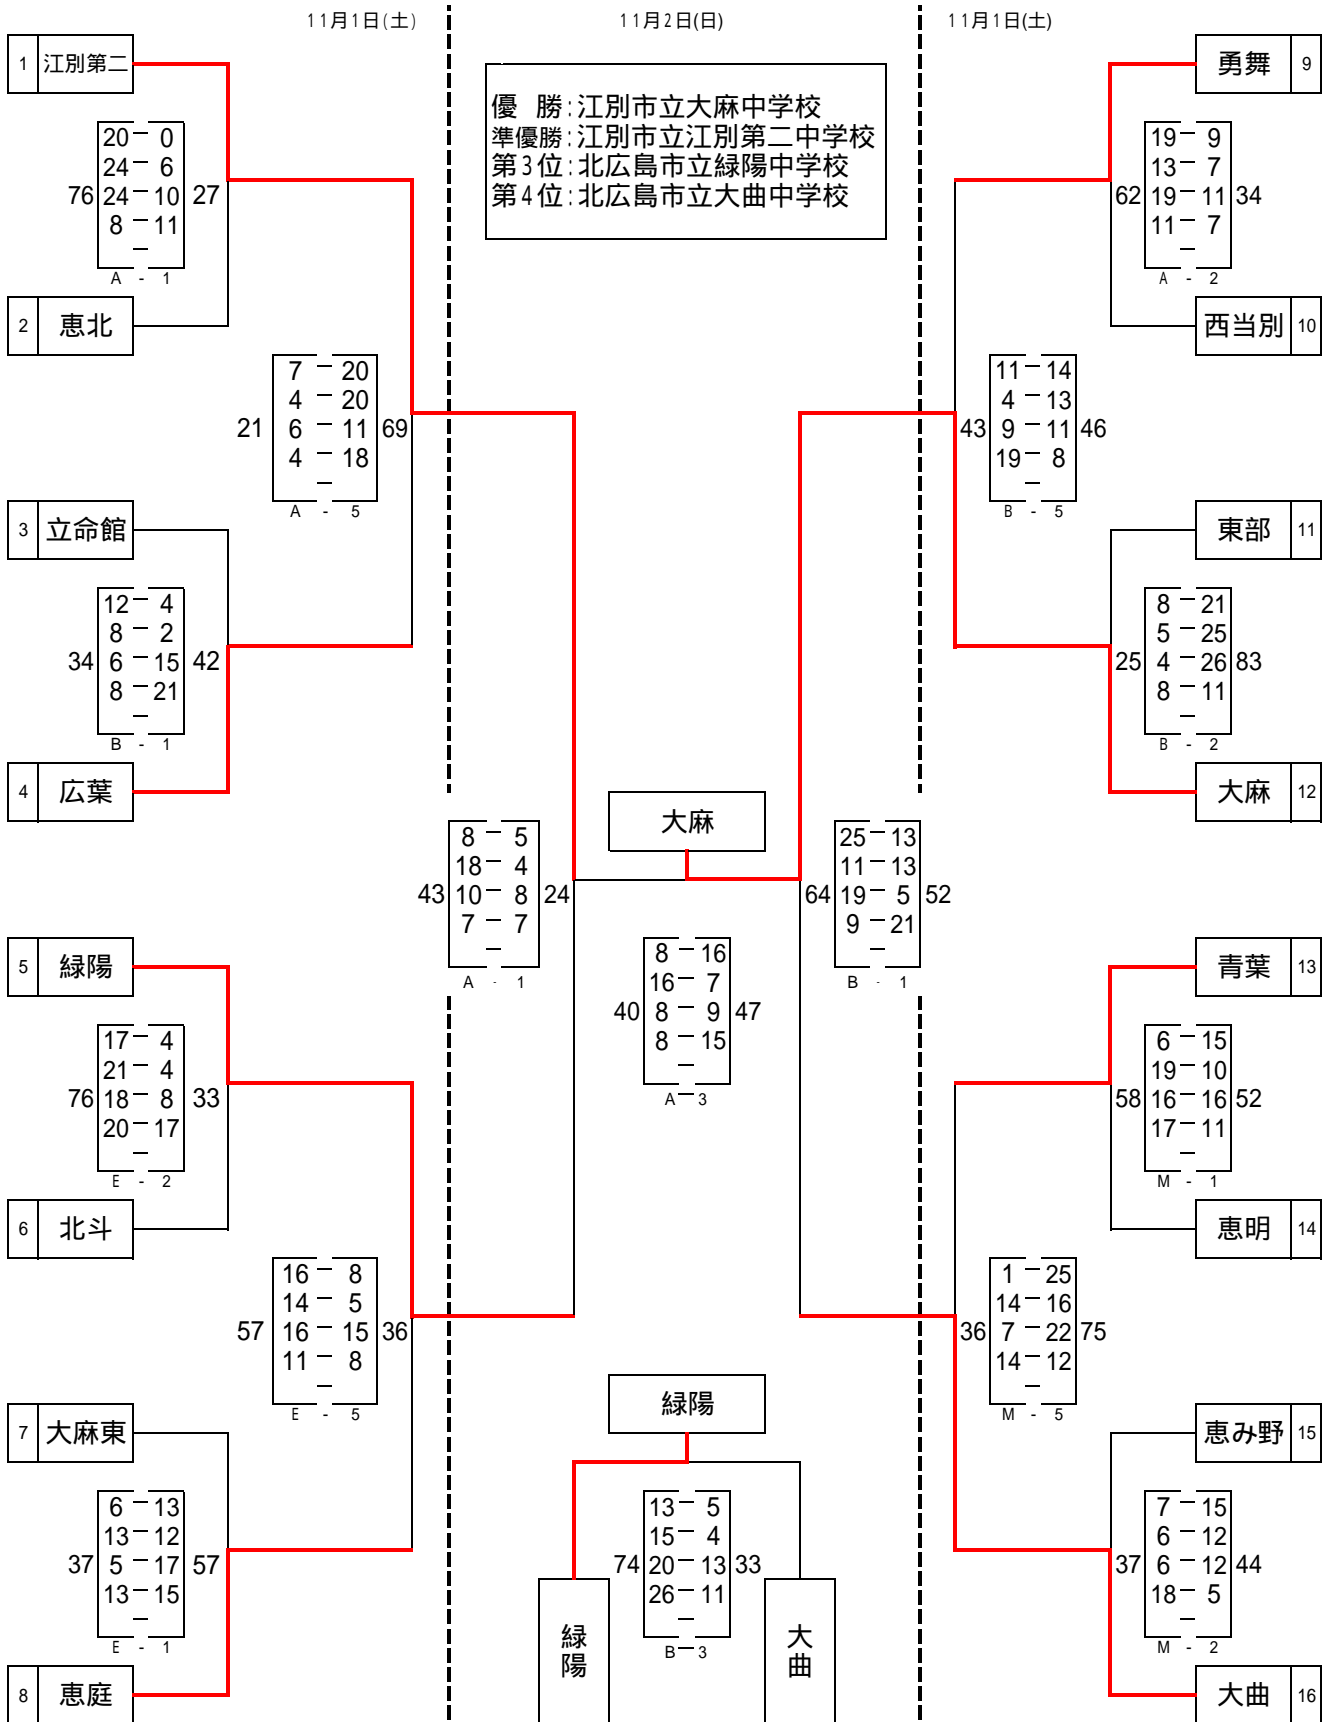 11月1日(土)
11月2日(日)
11月1日(土)
1 江別第二
勇舞 9
優 勝:江別市立大麻中学校
準優勝:江別市立江別第二中学校
第3位:北広島市立緑陽中学校
第4位:北広島市立大曲中学校
20 - 0
24 - 6
76 24 - 10 27
8 - 11
-
A - 1
19 - 9
13 - 7
62 19 - 11 34
11 - 7
-
A - 2
2 恵北
西当別 10
7 - 20
4 - 20
21 6 - 11 69
4 - 18
-
A - 5
11 - 14
4 - 13
43 9 - 11 46
19 - 8
-
B - 5
3 立命館
東部 11
12 - 4
8 - 2
34 6 - 15 42
8 - 21
-
B - 1
8 - 21
5 - 25
25 4 - 26 83
8 - 11
-
B - 2
4 広葉
大麻 12
大麻
8 - 5
18 - 4
43 10 - 8 24
7 - 7
-
A - 1
25 - 13
11 - 13
64 19 - 5 52
9 - 21
-
B - 1
8 - 16
16 - 7
40 8 - 9 47
8 - 15
-
A - 3
5 緑陽
青葉 13
17 - 4
21 - 4
76 18 - 8 33
20 - 17
-
E - 2
6 - 15
19 - 10
58 16 - 16 52
17 - 11
-
M - 1
6 北斗
恵明 14
16 - 8
14 - 5
57 16 - 15 36
11 - 8
-
E - 5
1 - 25
14 - 16
36 7 - 22 75
14 - 12
-
M - 5
緑陽
7 大麻東
恵み野 15
6 - 13
13 - 12
37 5 - 17 57
13 - 15
-
E - 1
13 - 5
15 - 4
74 20 - 13 33
26 - 11
-
B - 3
7 - 15
6 - 12
37 6 - 12 44
18 - 5
-
M - 2
緑陽
大曲
8 恵庭
大曲 16